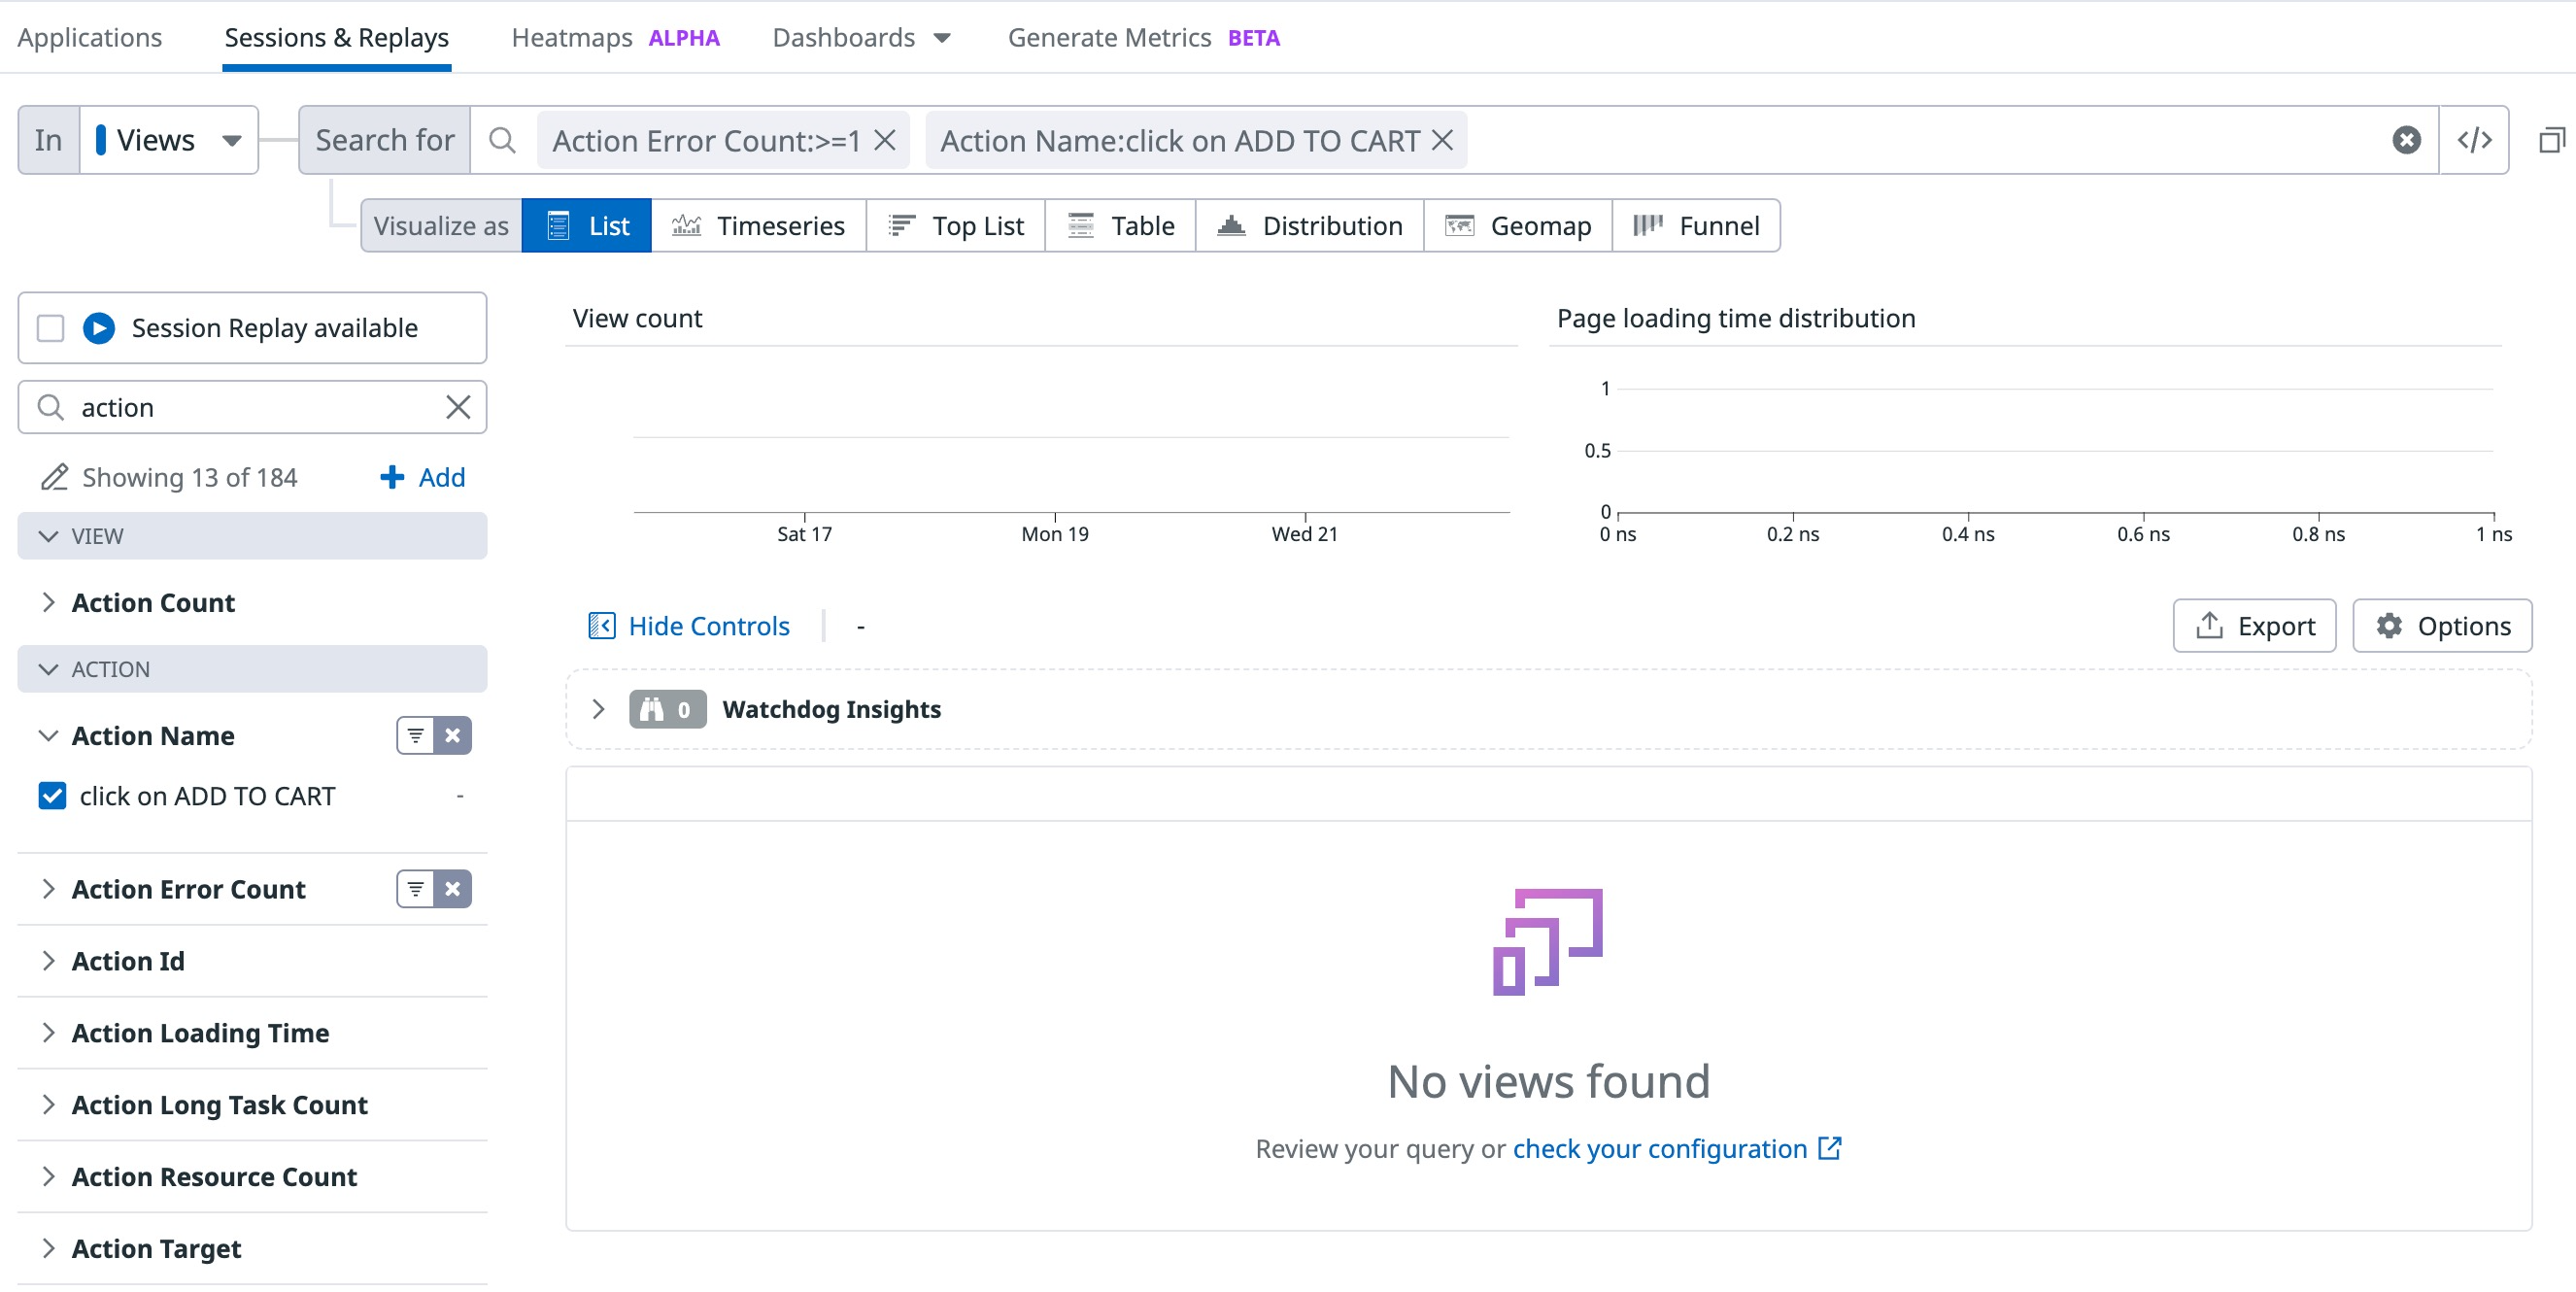 Applications Sessions & Replays Heatmaps ALPHA Dashboards Generate Metrics BETA
In Views Search for Action Error Count:>=1 Action Name:click on ADD TO CART </>
Visualize as List Timeseries Top List Table Distribution Geomap Funnel
Session Replay available
action
Showing 13 of 184 + Add
VIEW
Action Count
ACTION
Action Name
click on ADD TO CART -
Action Error Count
Action Id
Action Loading Time
Action Long Task Count
Action Resource Count
Action Target
View count
Sat 17 Mon 19 Wed 21
Page loading time distribution
1
0.5
0
0 ns 0.2 ns 0.4 ns 0.6 ns 0.8 ns 1 ns
Hide Controls - Export Options
0 Watchdog Insights
No views found
Review your query or check your configuration